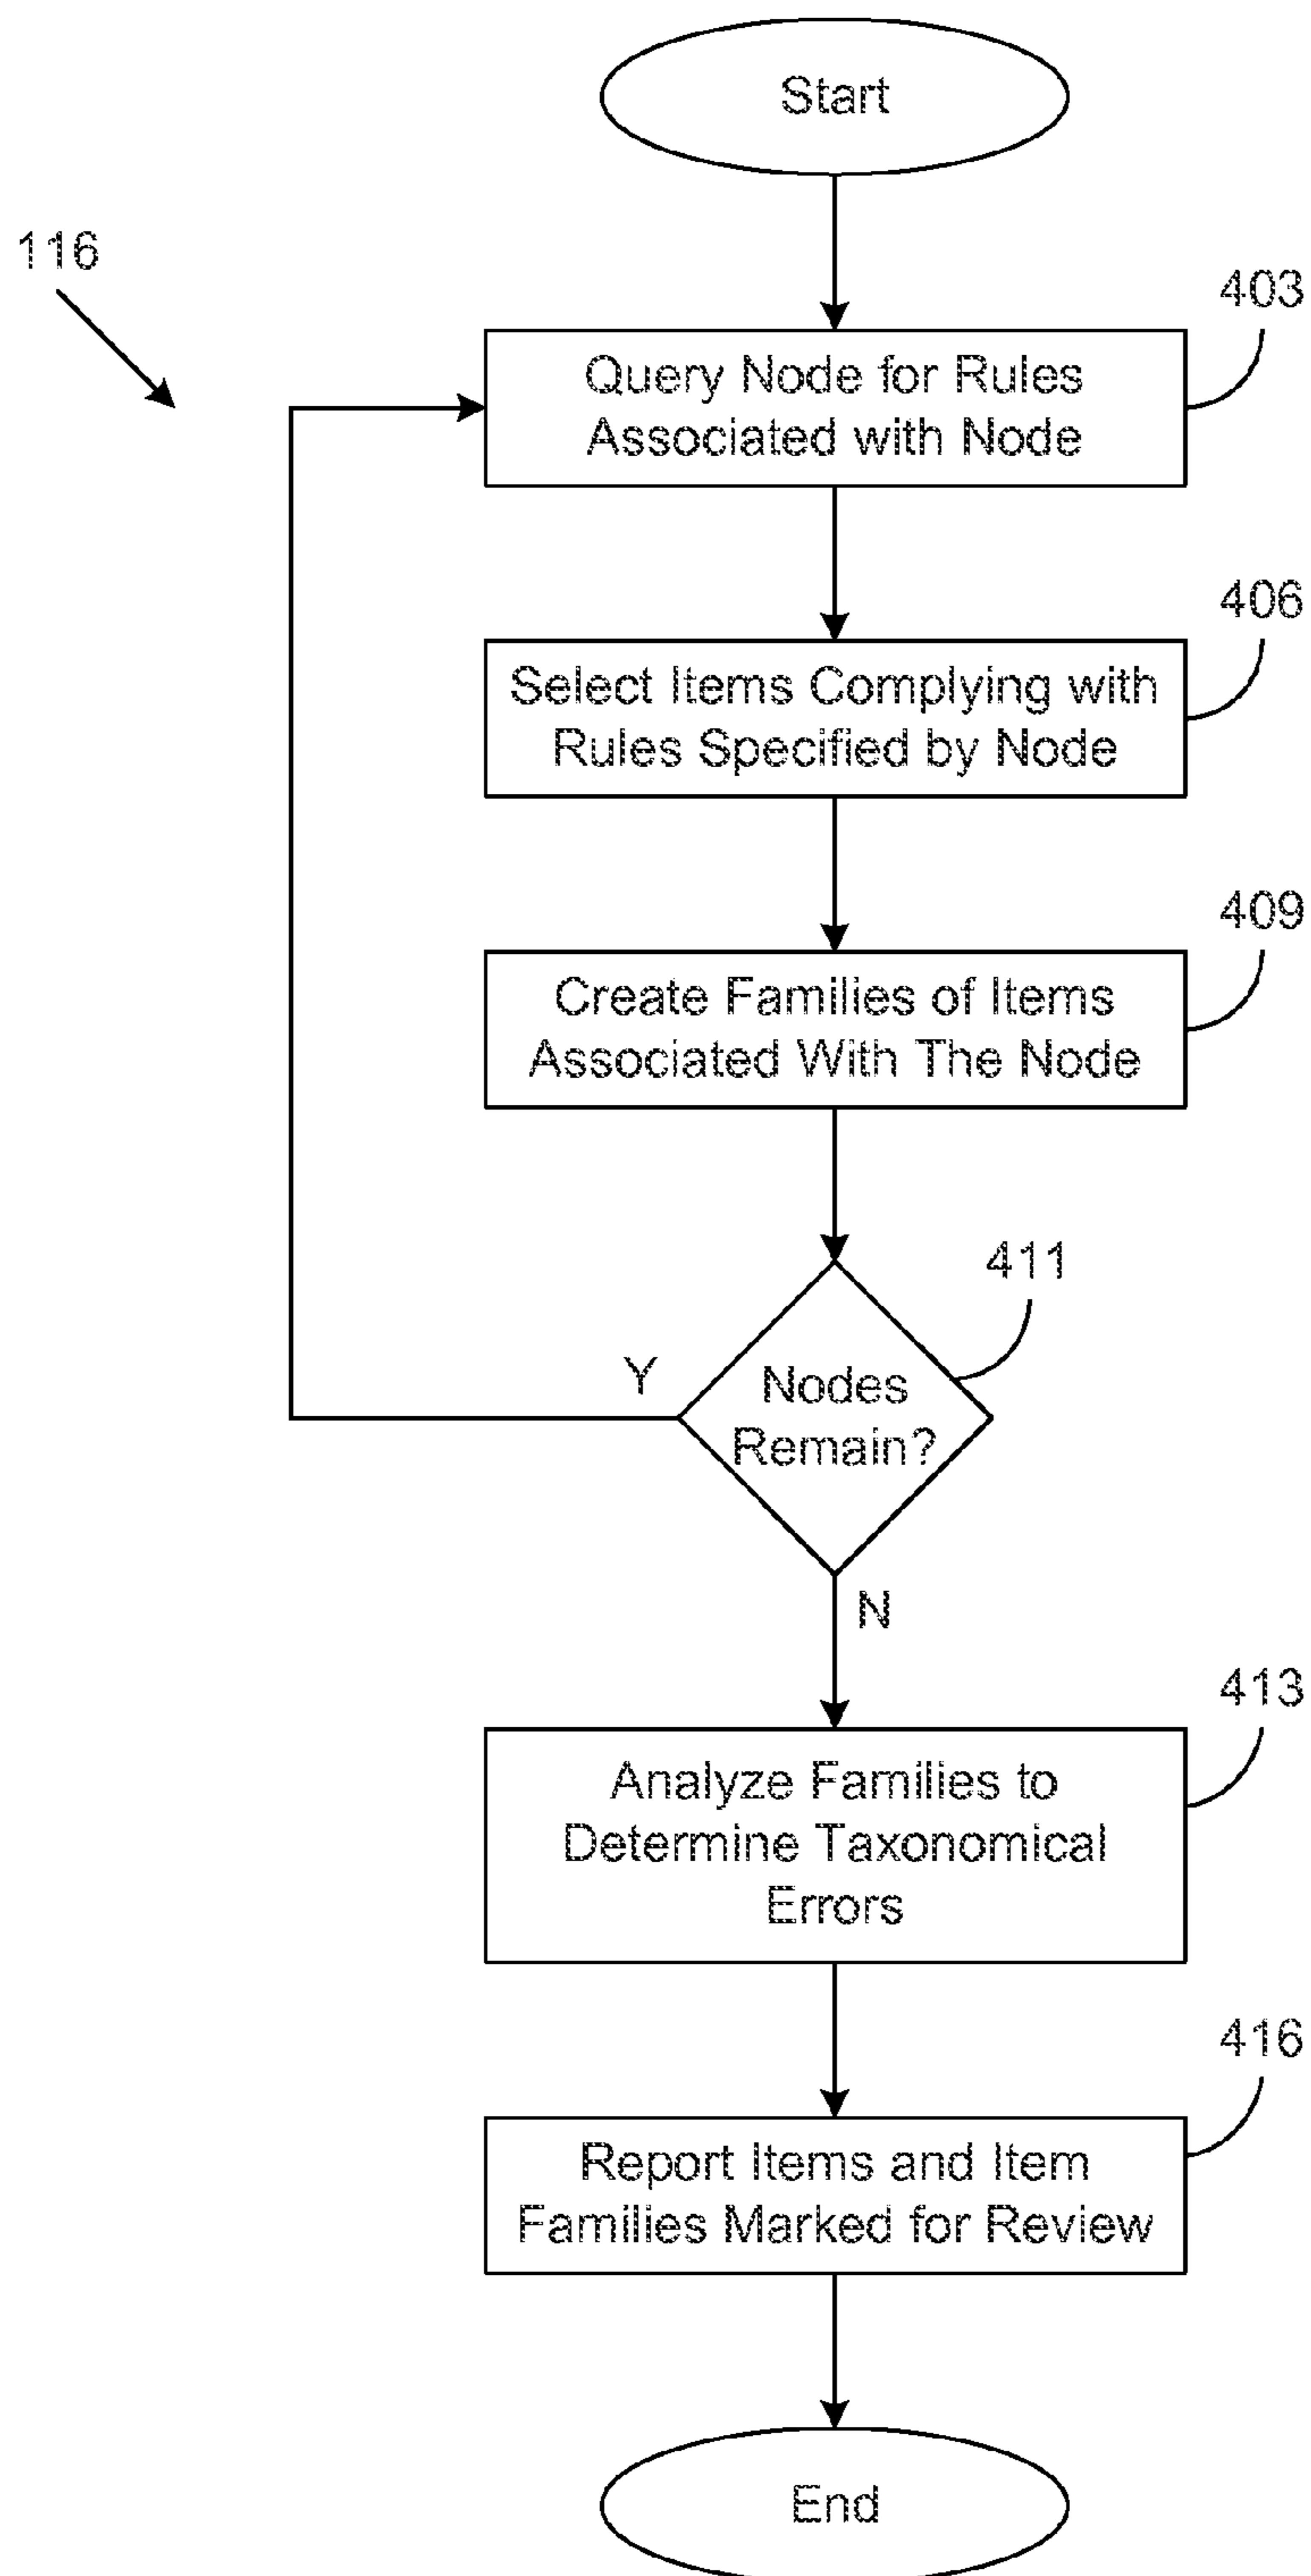 Start
116
403
Query Node for Rules
Associated with Node
406
Select Items Complying with
Rules Specified by Node
409
Create Families of Items
Associated With The Node
411
Y
Nodes
Remain?
N
413
Analyze Families to
Determine Taxonomical
Errors
416
Report Items and Item
Families Marked for Review
End